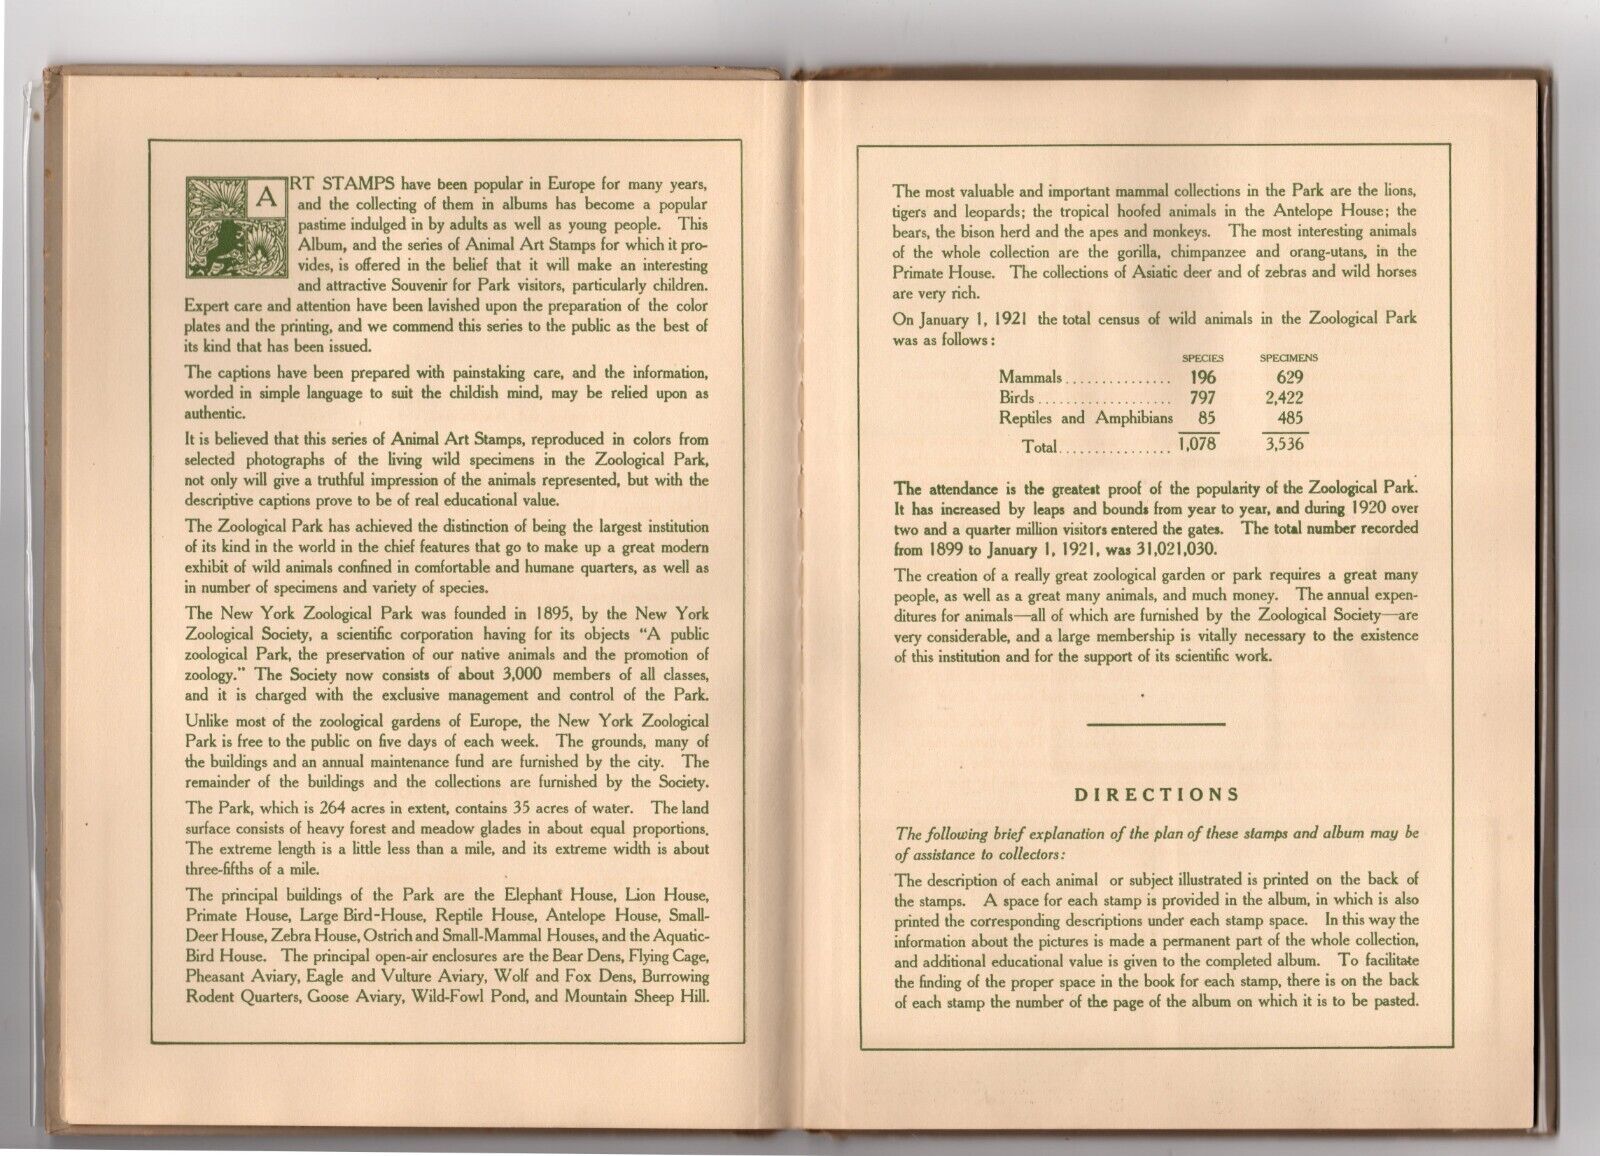 ART STAMPS have been popular in Europe for many years,
and the collecting of them in albums has become a popular
pastime indulged in by adults as well as young people. This
Album, and the series of Animal Art Stamps for which it pro-
vides, is offered in the belief that it will make an interesting
and attractive Souvenir for Park visitors, particularly children.
Expert care and attention have been lavished upon the preparation of the color
plates and the printing, and we commend this series to the public as the best of
its kind that has been issued.
The captions have been prepared with painstaking care, and the information,
worded in simple language to suit the childish mind, may be relied upon as
authentic.
It is believed that this series of Animal Art Stamps, reproduced in colors from
selected photographs of the living wild specimens in the Zoological Park,
not only will give a truthful impression of the animals represented, but with the
descriptive captions prove to be of real educational value.
The Zoological Park has achieved the distinction of being the largest institution
of its kind in the world in the chief features that go to make up a great modern
exhibit of wild animals confined in comfortable and humane quarters, as well as
in number of specimens and variety of species.
The New York Zoological Park was founded in 1895, by the New York
Zoological Society, a scientific corporation having for its objects "A public
zoological Park, the preservation of our native animals and the promotion of
zoology." The Society now consists of about 3,000 members of all classes,
and it is charged with the exclusive management and control of the Park.
Unlike most of the zoological gardens of Europe, the New York Zoological
Park is free to the public on five days of each week. The grounds, many of
the buildings and an annual maintenance fund are furnished by the city. The
remainder of the buildings and the collections are furnished by the Society.
The Park, which is 264 acres in extent, contains 35 acres of water. The land
surface consists of heavy forest and meadow glades in about equal proportions.
The extreme length is a little less than a mile, and its extreme width is about
three-fifths of a mile.
The principal buildings of the Park are the Elephant House, Lion House,
Primate House, Large Bird-House, Reptile House, Antelope House, Small-
Deer House, Zebra House, Ostrich and Small-Mammal Houses, and the Aquatic-
Bird House. The principal open-air enclosures are the Bear Dens, Flying Cage,
Pheasant Aviary, Eagle and Vulture Aviary, Wolf and Fox Dens, Burrowing
Rodent Quarters, Goose Aviary, Wild-Fowl Pond, and Mountain Sheep Hill.
The most valuable and important mammal collections in the Park are the lions,
tigers and leopards; the tropical hoofed animals in the Antelope House; the
bears, the bison herd and the apes and monkeys. The most interesting animals
of the whole collection are the gorilla, chimpanzee and orang-utans, in the
Primate House. The collections of Asiatic deer and of zebras and wild horses
are very rich.
On January 1, 1921 the total census of wild animals in the Zoological Park
was as follows:
SPECIES SPECIMENS
Mammals............... 196 629
Birds................... 797 2,422
Reptiles and Amphibians 85 485
Total................ 1,078 3,536
The attendance is the greatest proof of the popularity of the Zoological Park.
It has increased by leaps and bounds from year to year, and during 1920 over
two and a quarter million visitors entered the gates. The total number recorded
from 1899 to January 1, 1921, was 31,021,030.
The creation of a really great zoological garden or park requires a great many
people, as well as a great many animals, and much money. The annual expen-
ditures for animals—all of which are furnished by the Zoological Society—are
very considerable, and a large membership is vitally necessary to the existence
of this institution and for the support of its scientific work.
DIRECTIONS
The following brief explanation of the plan of these stamps and album may be
of assistance to collectors:
The description of each animal or subject illustrated is printed on the back of
the stamps. A space for each stamp is provided in the album, in which is also
printed the corresponding descriptions under each stamp space. In this way the
information about the pictures is made a permanent part of the whole collection,
and additional educational value is given to the completed album. To facilitate
the finding of the proper space in the book for each stamp, there is on the back
of each stamp the number of the page of the album on which it is to be pasted.